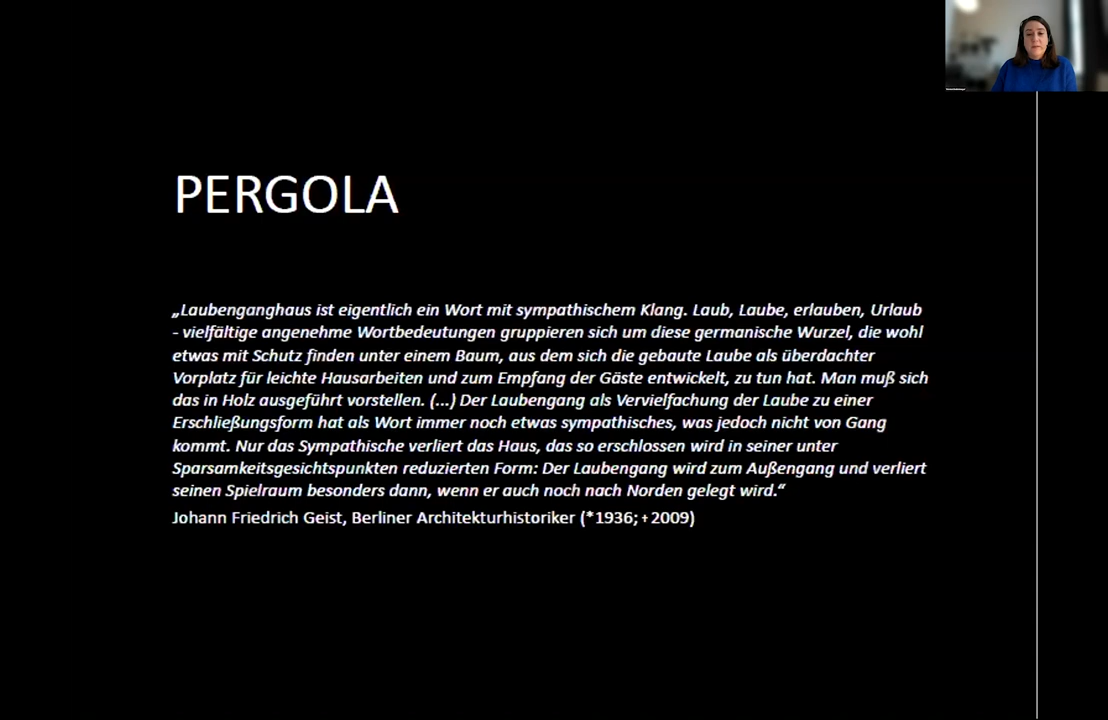 PERGOLA
„Laubenganghaus ist eigentlich ein Wort mit sympathischem Klang. Laub, Laube, erlauben, Urlaub
- vielfältige angenehme Wortbedeutungen gruppieren sich um diese germanische Wurzel, die wohl
etwas mit Schutz finden unter einem Baum, aus dem sich die gebaute Laube als überdachter
Vorplatz für leichte Hausarbeiten und zum Empfang der Gäste entwickelt, zu tun hat. Man muß sich
das in Holz ausgeführt vorstellen. (...) Der Laubengang als Vervielfachung der Laube zu einer
Erschließungsform hat als Wort immer noch etwas sympathisches, was jedoch nicht von Gang
kommt. Nur das Sympathische verliert das Haus, das so erschlossen wird in seiner unter
Sparsamkeitsgesichtspunkten reduzierten Form: Der Laubengang wird zum Außengang und verliert
seinen Spielraum besonders dann, wenn er auch noch nach Norden gelegt wird.“
Johann Friedrich Geist, Berliner Architekturhistoriker (*1936; +2009)